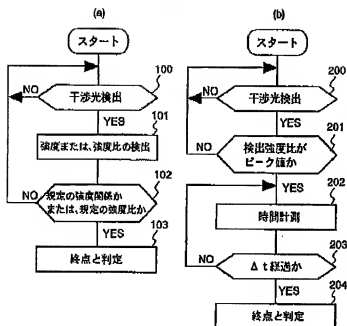 (a)
スタート
100
NO
干渉光検出
YES
101
強度または、強度比の検出
102
NO
規定の強度関係か
または、規定の強度比か
YES
103
終点と判定
(b)
スタート
200
NO
干渉光検出
YES
201
NO
検出強度比が
ピーク値か
YES
202
時間計測
203
NO
Δt経過か
YES
204
終点と判定